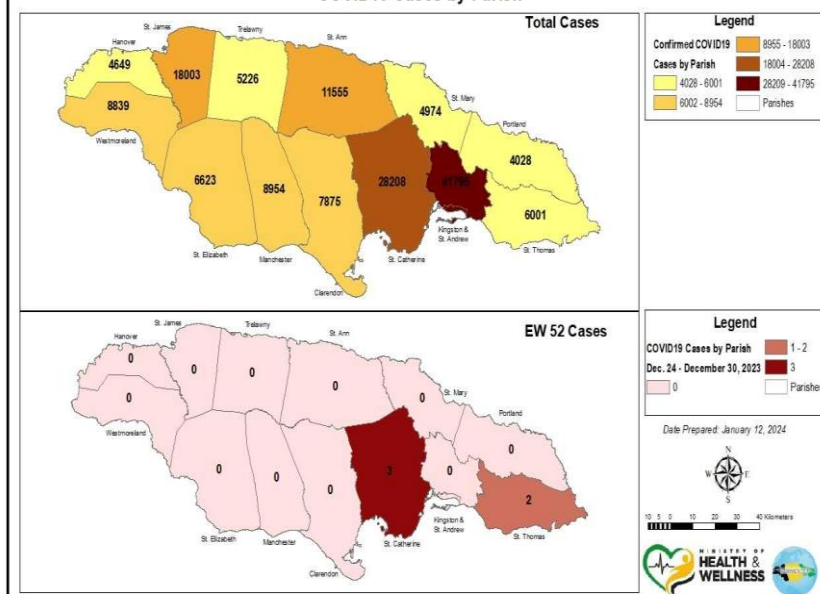 Total Cases
St. James
Hanover
Trelawny
St. Ann
4649
18003
5226
11555
St. Mary
4974
8839
Portland
4028
Westmoreland
6623
8954
7875
28208
41795
6001
Kingston &
St. Andrew
St. Thomas
St. Elizabeth
Manchester
St. Catherine
Clarendon
Legend
Confirmed COVID19
Cases by Parish
4028 - 6001
6002 - 8954
8955 - 18003
18004 - 28208
28209 - 41795
Parishes
EW 52 Cases
St. James
Hanover
Trelawny
St. Ann
0
0
0
0
St. Mary
0
0
Portland
0
Westmoreland
0
0
0
3
0
2
Kingston &
St. Andrew
St. Thomas
St. Elizabeth
Manchester
St. Catherine
Clarendon
Legend
COVID19 Cases by Parish
Dec. 24 - December 30, 2023
0
1 - 2
3
Parishes
Date Prepared: January 12, 2024
N
W E
S
10 5 0 10 20 30 40 Kilometers
MINISTRY OF
HEALTH &
WELLNESS